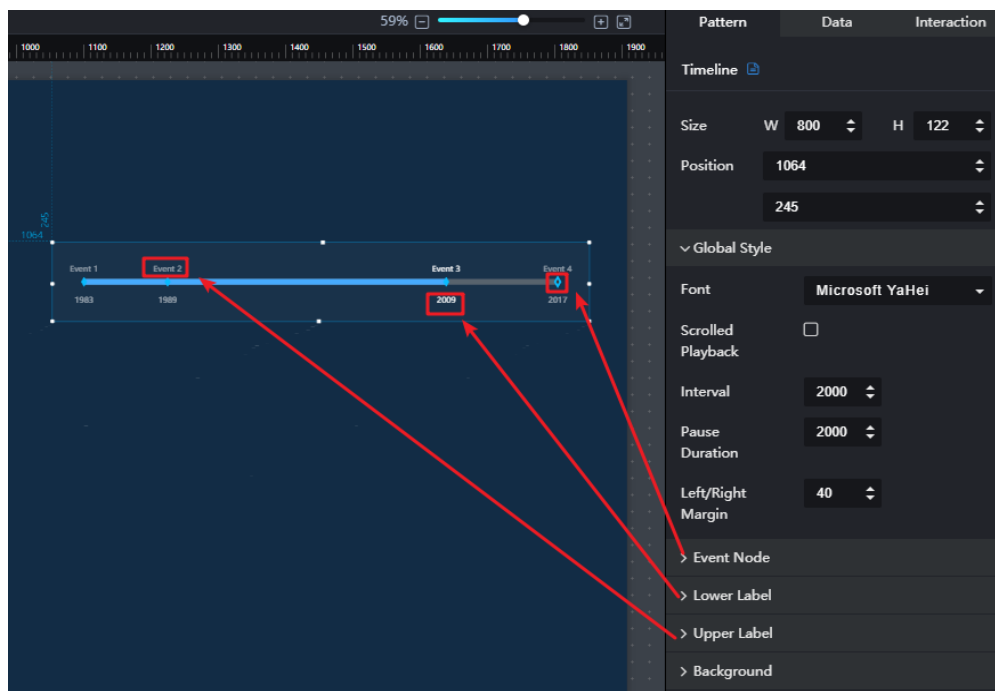 59%
Pattern Data Interaction
1000 1100 1200 1300 1400 1500 1600 1700 1800 1900
Timeline
Size W 800 H 122
Position 1064
245
245
1064
Global Style
Event 1 Event 2 Event 3 Event 4
1983 1989 2009 2017
Font Microsoft YaHei
Scrolled
Playback
Interval 2000
Pause
Duration
2000
Left/Right
Margin
40
Event Node
Lower Label
Upper Label
Background